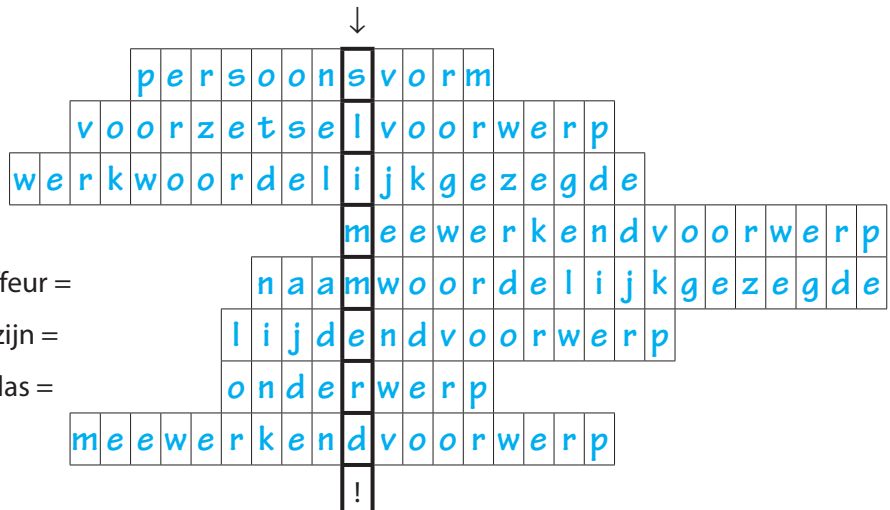 ↓
persoonsvorm
voorzetselvoorwerp
werkwoordelijkgezegde
meewerkendvoorwerp
feur = naamwoordelijkgezegde
zijn = lijdendvoorwerp
las = onderwerp
meewerkendvoorwerp
!